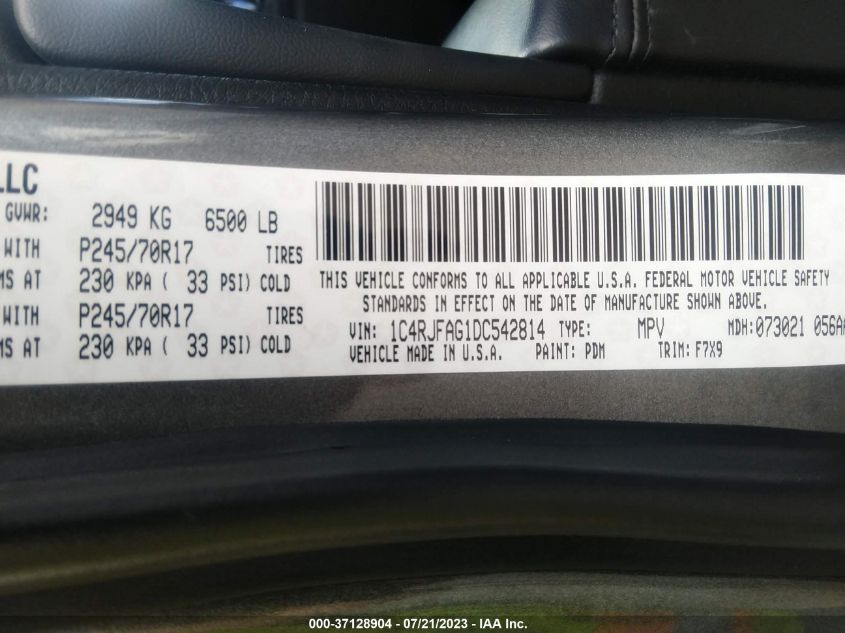 LLC
GVWR: 2949 KG 6500 LB
WITH P245/70R17 TIRES
MS AT 230 KPA ( 33 PSI) COLD
WITH P245/70R17 TIRES
MS AT 230 KPA ( 33 PSI) COLD
THIS VEHICLE CONFORMS TO ALL APPLICABLE U.S.A. FEDERAL MOTOR VEHICLE SAFETY
STANDARDS IN EFFECT ON THE DATE OF MANUFACTURE SHOWN ABOVE.
VIN: 1C4RJFAG1DC542814 TYPE: MPV MDH:073021 056AA
VEHICLE MADE IN U.S.A. PAINT: PDM TRIM: F7X9
000-37128904 - 07/21/2023 - IAA Inc.